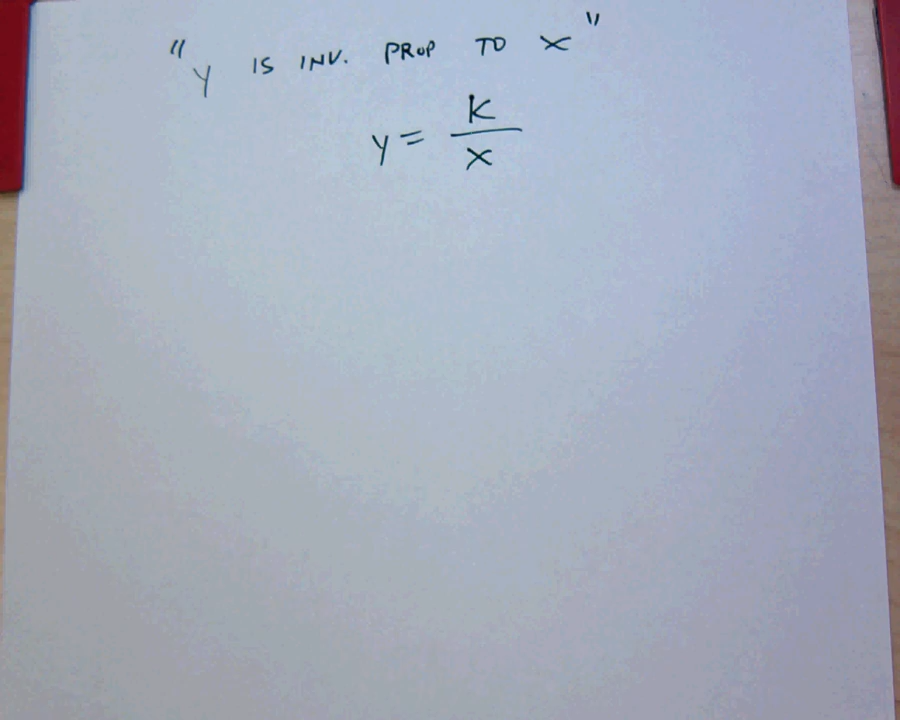 "Y IS INV. PROP TO X"
y = K/x